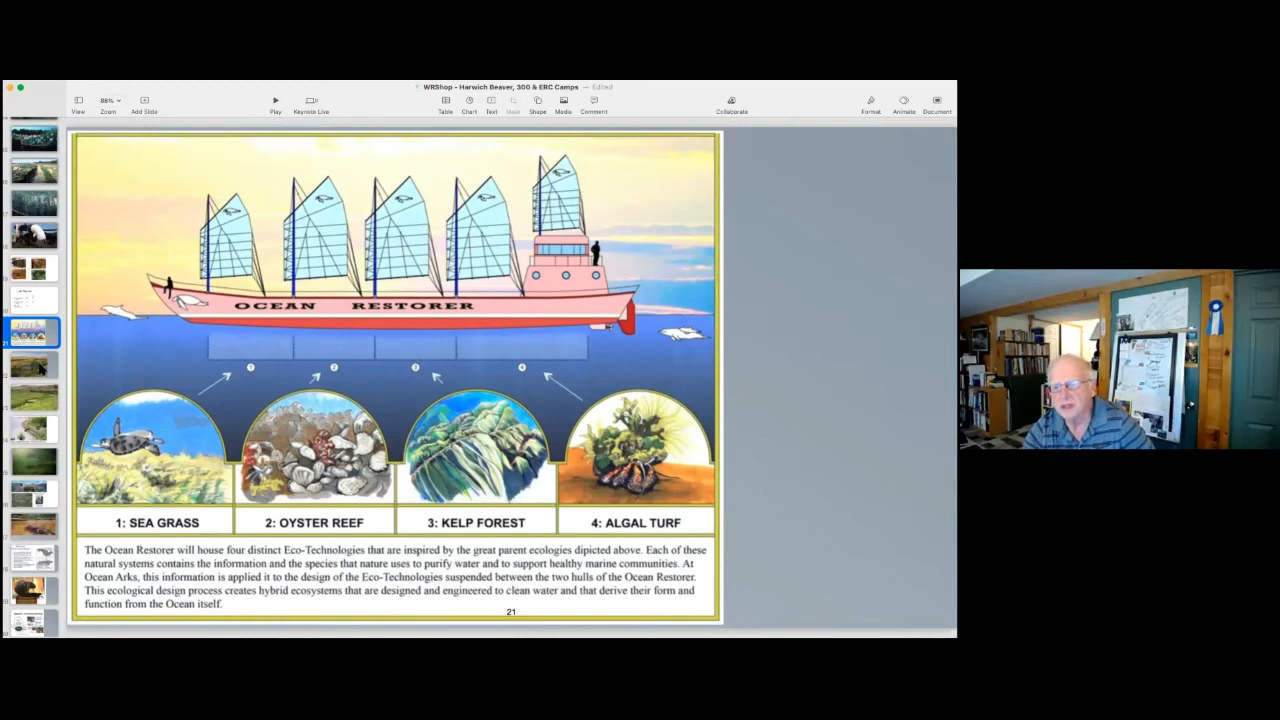 WRShop - Harwich Beaver, 300 & ERC Camps — Edited
88%
View Zoom Add Slide Play Keynote Live Table Chart Text Mask Shape Media Comment Collaborate Format Animate Document
OCEAN RESTORER
1 2 3 4
1: SEA GRASS 2: OYSTER REEF 3: KELP FOREST 4: ALGAL TURF
The Ocean Restorer will house four distinct Eco-Technologies that are inspired by the great parent ecologies dipicted above. Each of these
natural systems contains the information and the species that nature uses to purify water and to support healthy marine communities. At
Ocean Arks, this information is applied it to the design of the Eco-Technologies suspended between the two hulls of the Ocean Restorer.
This ecological design process creates hybrid ecosystems that are designed and engineered to clean water and that derive their form and
function from the Ocean itself.
21